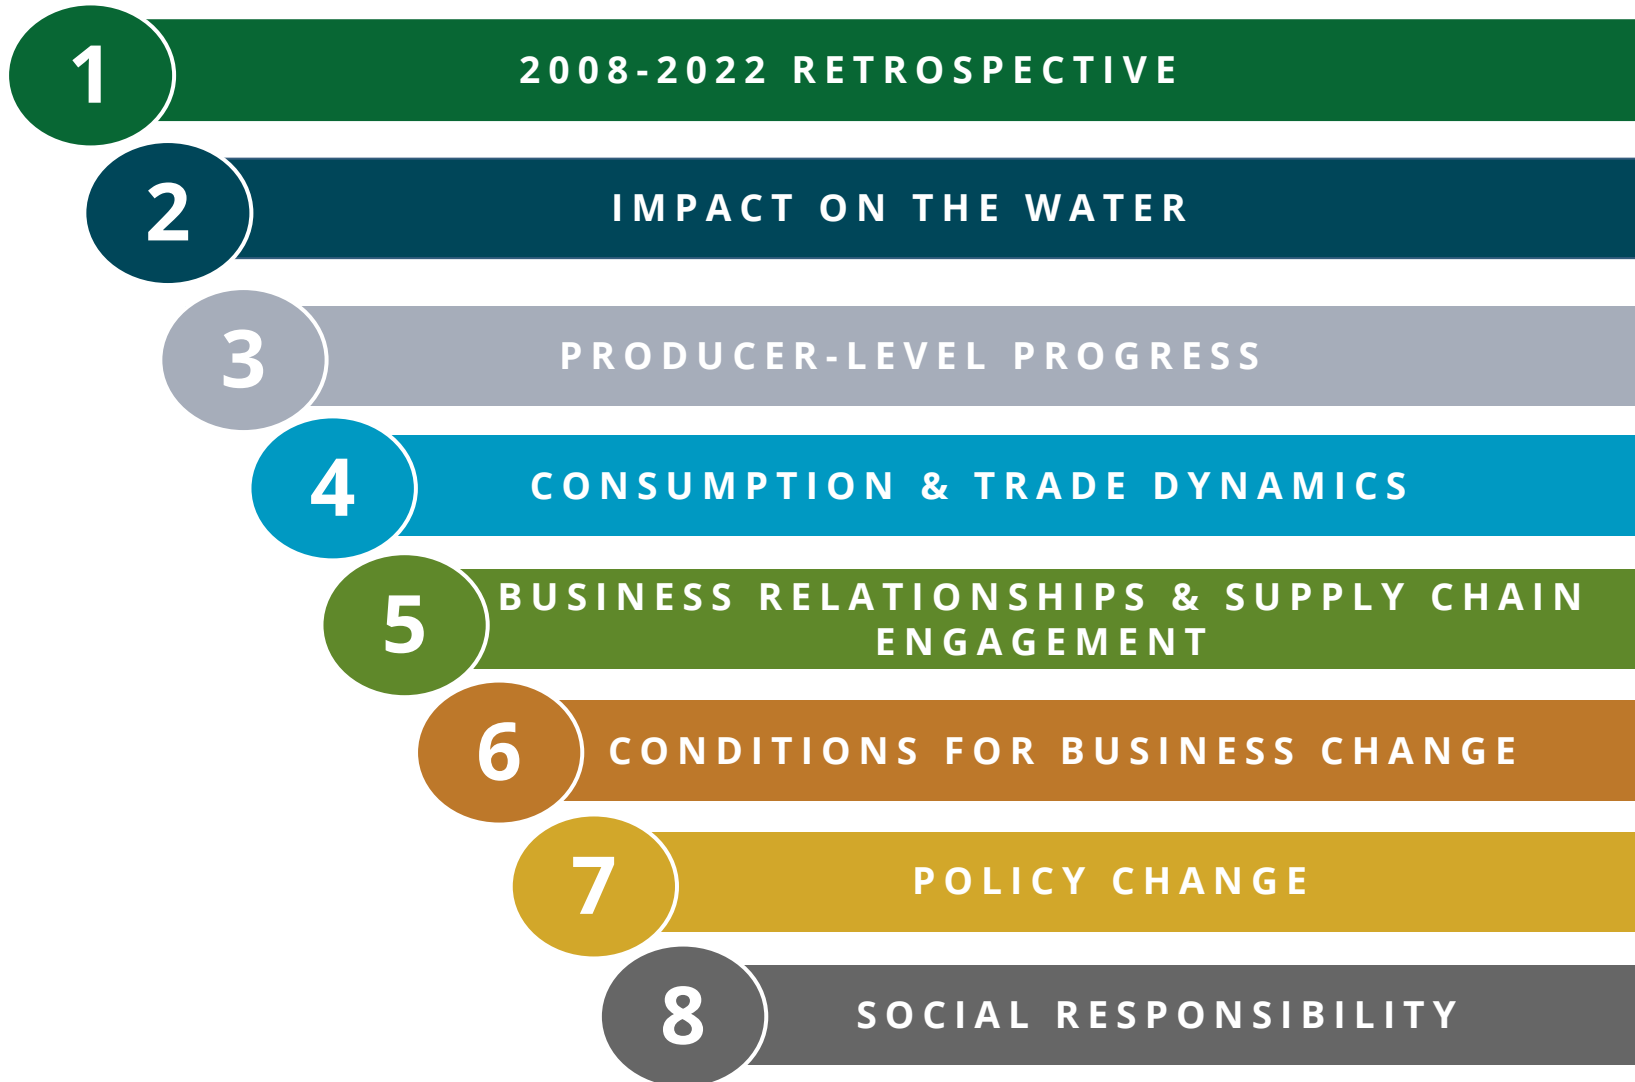 1
2008-2022 RETROSPECTIVE
2
IMPACT ON THE WATER
3
PRODUCER-LEVEL PROGRESS
4
CONSUMPTION & TRADE DYNAMICS
5
BUSINESS RELATIONSHIPS & SUPPLY CHAIN
ENGAGEMENT
6
CONDITIONS FOR BUSINESS CHANGE
7
POLICY CHANGE
8
SOCIAL RESPONSIBILITY